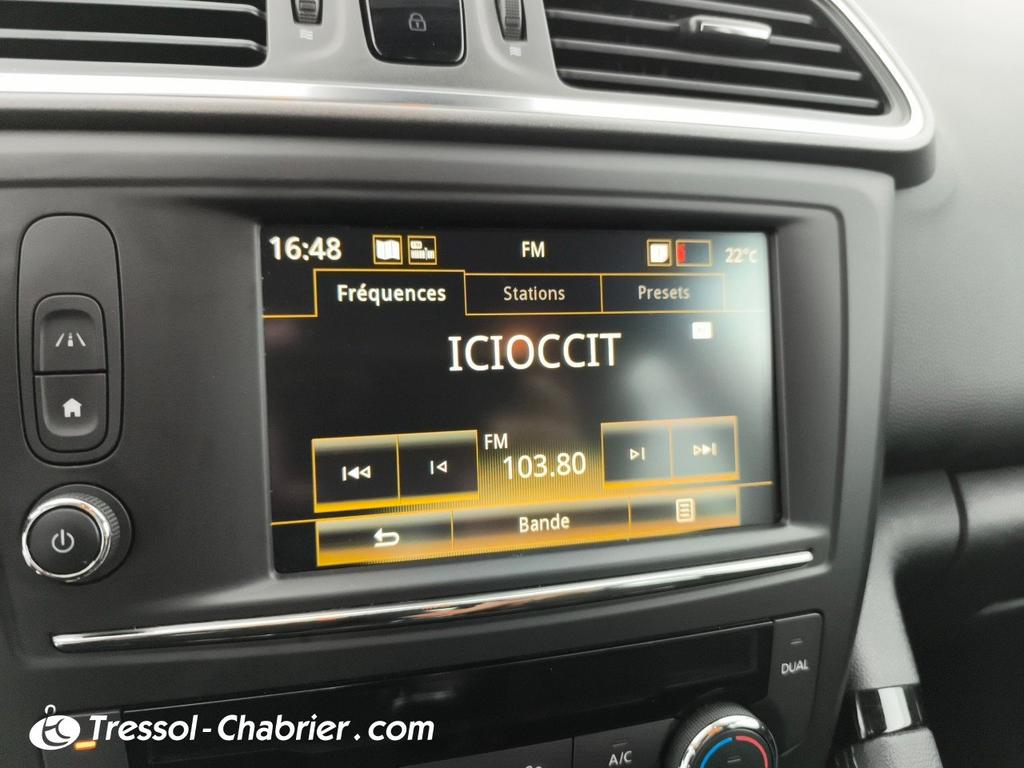 16:48 FM 22°C
Fréquences Stations Presets
ICIOCCIT
FM
103.80
Bande
DUAL
A/C
Tressol-Chabrier.com